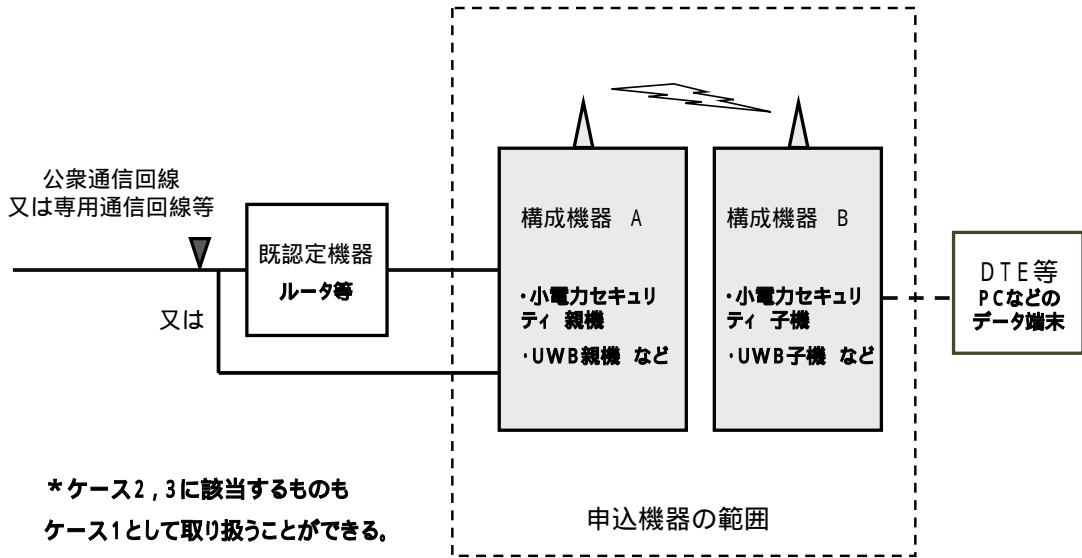 公衆通信回線
又は専用通信回線等
既認定機器
ルータ等
又は
構成機器 A
・小電力セキュリ
ティ 親機
・UWB親機 など
構成機器 B
・小電力セキュリ
ティ 子機
・UWB子機 など
DTE等
PCなどの
データ端末
*ケース2,3に該当するものも
ケース1として取り扱うことができる。
申込機器の範囲